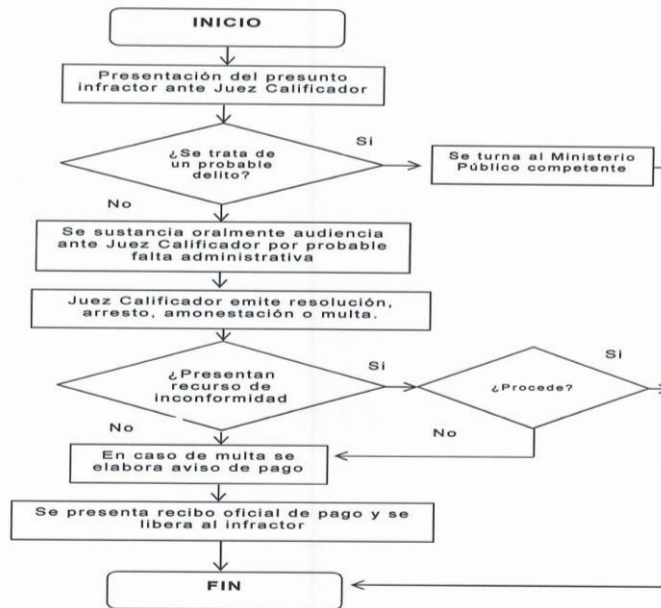 INICIO
Presentación del presunto
infractor ante Juez Calificador
¿Se trata de
un probable
delito?
Si
Se turna al Ministerio
Público competente
No
Se sustancia oralmente audiencia
ante Juez Calificador por probable
falta administrativa
Juez Calificador emite resolución,
arresto, amonestación o multa.
¿Presentan
recurso de
inconformidad
Si
¿Procede?
Si
No
No
En caso de multa se
elabora aviso de pago
Se presenta recibo oficial de pago y se
libera al infractor
FIN